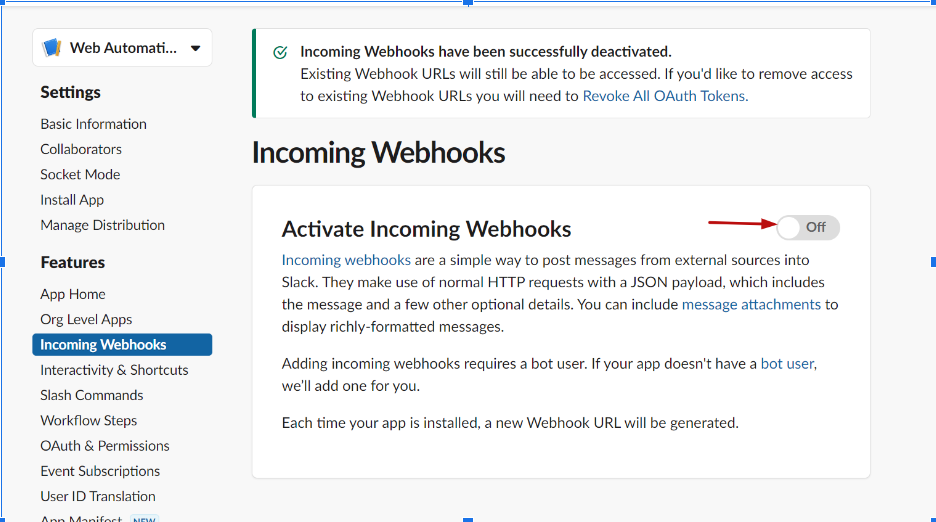 Web Automati...
Settings
Basic Information
Collaborators
Socket Mode
Install App
Manage Distribution
Features
App Home
Org Level Apps
Incoming Webhooks
Interactivity & Shortcuts
Slash Commands
Workflow Steps
OAuth & Permissions
Event Subscriptions
User ID Translation
App Manifest NEW
Incoming Webhooks have been successfully deactivated.
Existing Webhook URLs will still be able to be accessed. If you'd like to remove access
to existing Webhook URLs you will need to Revoke All OAuth Tokens.
Incoming Webhooks
Activate Incoming Webhooks
Off
Incoming webhooks are a simple way to post messages from external sources into
Slack. They make use of normal HTTP requests with a JSON payload, which includes
the message and a few other optional details. You can include message attachments to
display richly-formatted messages.
Adding incoming webhooks requires a bot user. If your app doesn't have a bot user,
we'll add one for you.
Each time your app is installed, a new Webhook URL will be generated.